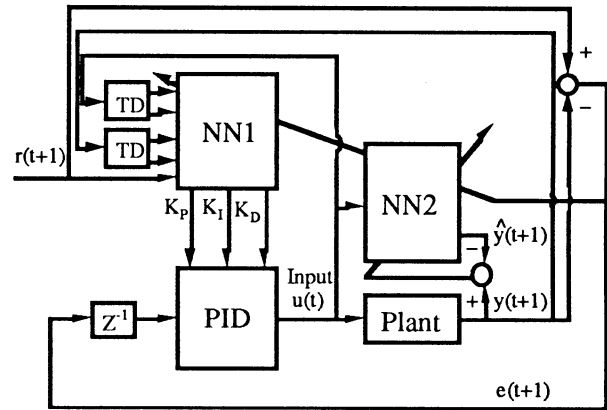 +
TD
NN1
−
TD
r(t+1)
NN2
K_P K_I K_D
ŷ(t+1)
−
Input
u(t)
+ y(t+1)
Z⁻¹
PID
Plant
e(t+1)